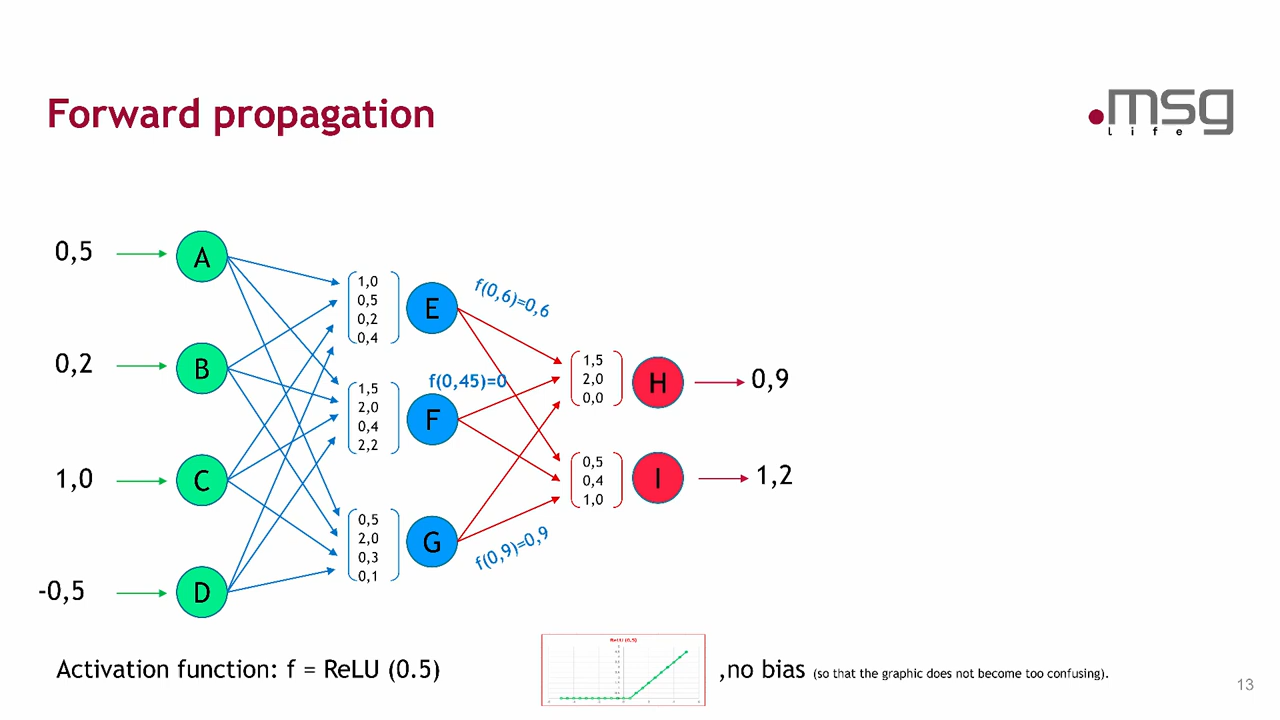 Forward propagation
.msg
life
0,5
A
1,0
0,5
0,2
0,4
E
f(0,6)=0,6
0,2
B
1,5
2,0
0,4
2,2
f(0,45)=0
F
1,5
2,0
0,0
H
0,9
1,0
C
0,5
0,4
1,0
I
1,2
0,5
2,0
0,3
0,1
G
f(0,9)=0,9
-0,5
D
Activation function: f = ReLU (0.5)
ReLU (0,5)
,no bias (so that the graphic does not become too confusing).
13